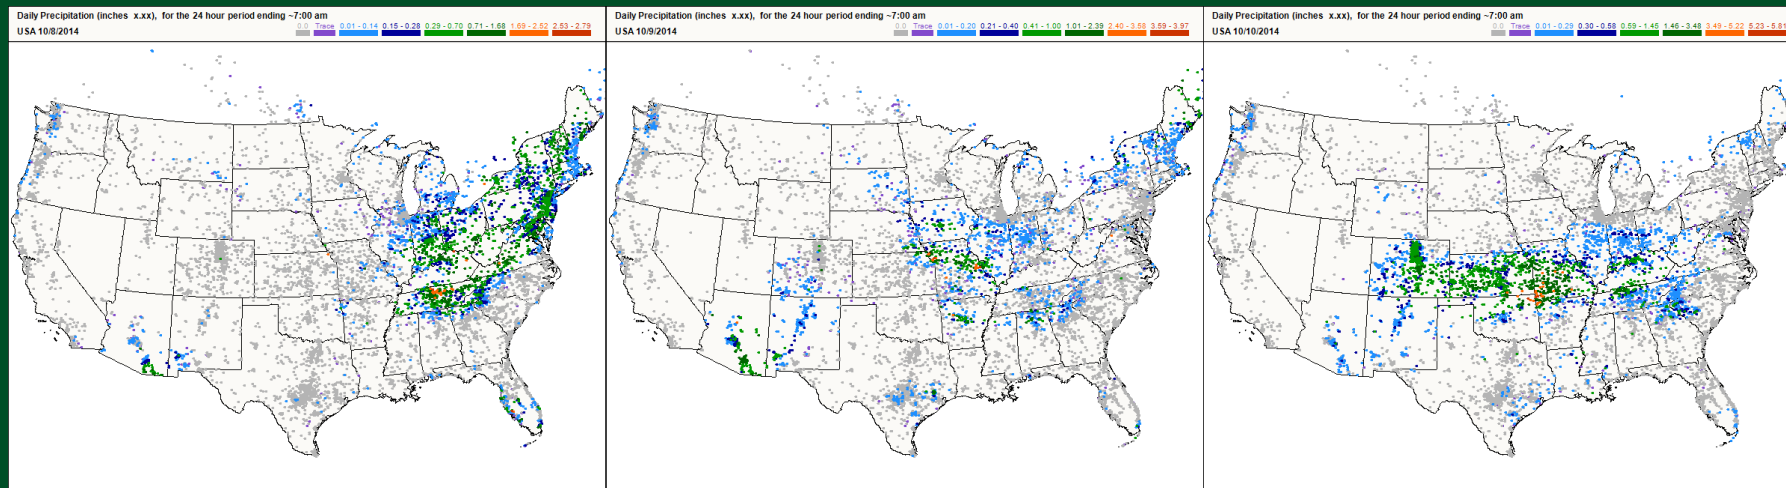 Daily Precipitation (inches x.xx), for the 24 hour period ending ~7:00 am
USA 10/8/2014
0.0 Trace 0.01 - 0.14 0.15 - 0.28 0.29 - 0.70 0.71 - 1.68 1.69 - 2.52 2.53 - 2.79
Daily Precipitation (inches x.xx), for the 24 hour period ending ~7:00 am
USA 10/9/2014
0.0 Trace 0.01 - 0.20 0.21 - 0.40 0.41 - 1.00 1.01 - 2.39 2.40 - 3.58 3.59 - 3.97
Daily Precipitation (inches x.xx), for the 24 hour period ending ~7:00 am
USA 10/10/2014
0.0 Trace 0.01 - 0.29 0.30 - 0.58 0.59 - 1.45 1.46 - 3.48 3.49 - 5.22 5.23 - 5.81